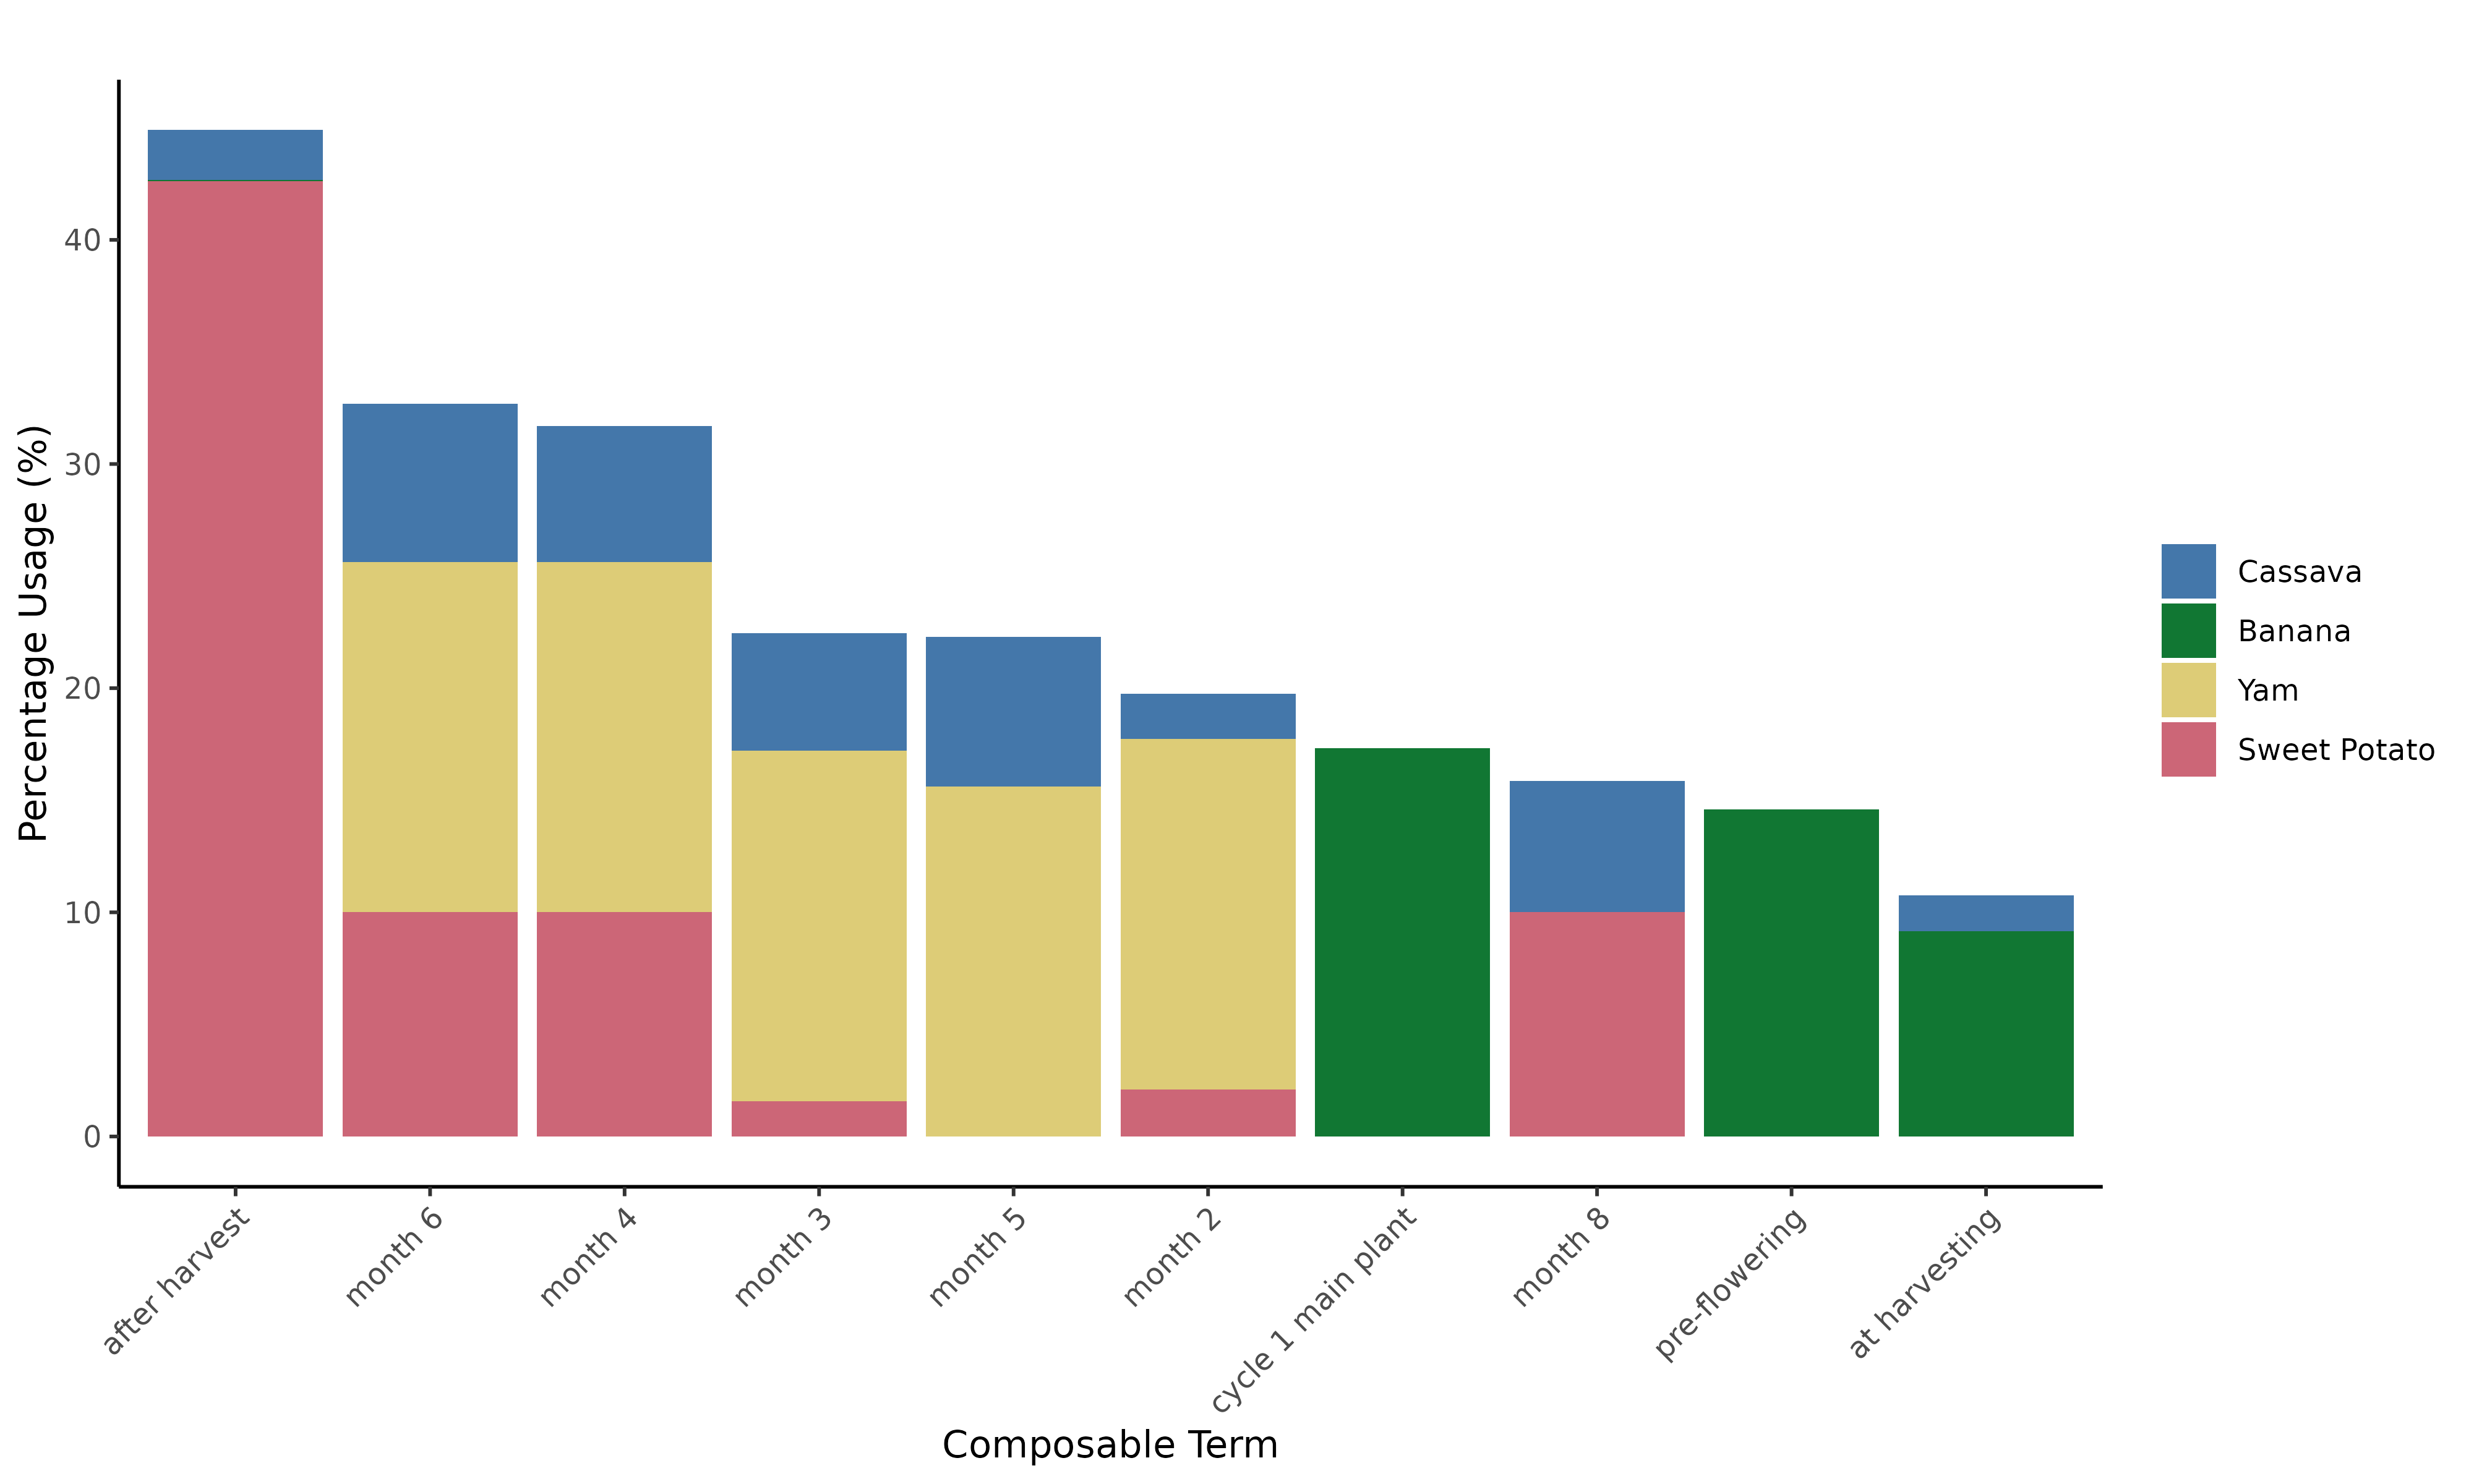 Percentage Usage (%)
40
30
20
10
0
after harvest
month 6
month 4
month 3
month 5
month 2
cycle 1 main plant
month 8
pre-flowering
at harvesting
Composable Term
Cassava
Banana
Yam
Sweet Potato